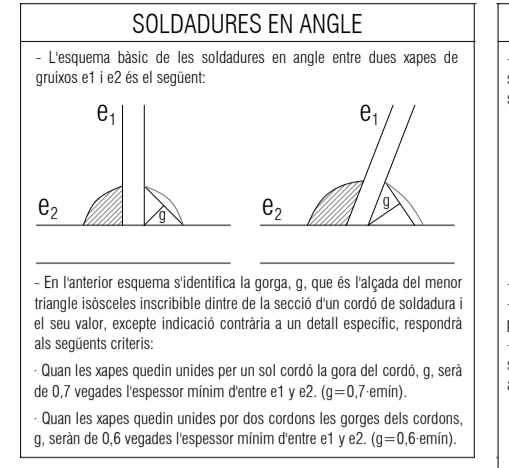 SOLDADURES EN ANGLE
- L'esquema bàsic de les soldadures en angle entre dues xapes de
gruixos e1 i e2 és el següent:
e1
e1
e2
g
e2
g
- En l'anterior esquema s'identifica la gorga, g, que és l'alçada del menor
triangle isòsceles inscribible dintre de la secció d'un cordó de soldadura i
el seu valor, excepte indicació contrària a un detall específic, respondrà
als següents criteris:
· Quan les xapes quedin unides per un sol cordó la gora del cordó, g, serà
de 0,7 vegades l'espessor mínim d'entre e1 y e2. (g=0,7·emín).
· Quan les xapes quedin unides por dos cordons les gorges dels cordons,
g, seràn de 0,6 vegades l'espessor mínim d'entre e1 y e2. (g=0,6·emín).